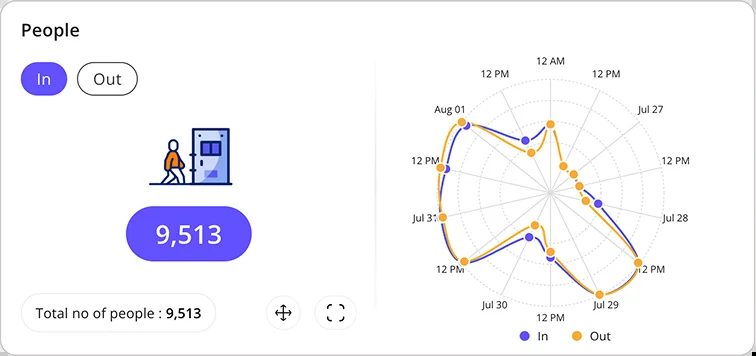 People
In
Out
9,513
Total no of people : 9,513
12 AM
12 PM
Jul 27
12 PM
Jul 28
12 PM
Jul 29
12 PM
Jul 30
12 PM
Jul 31
12 PM
Aug 01
12 PM
In
Out